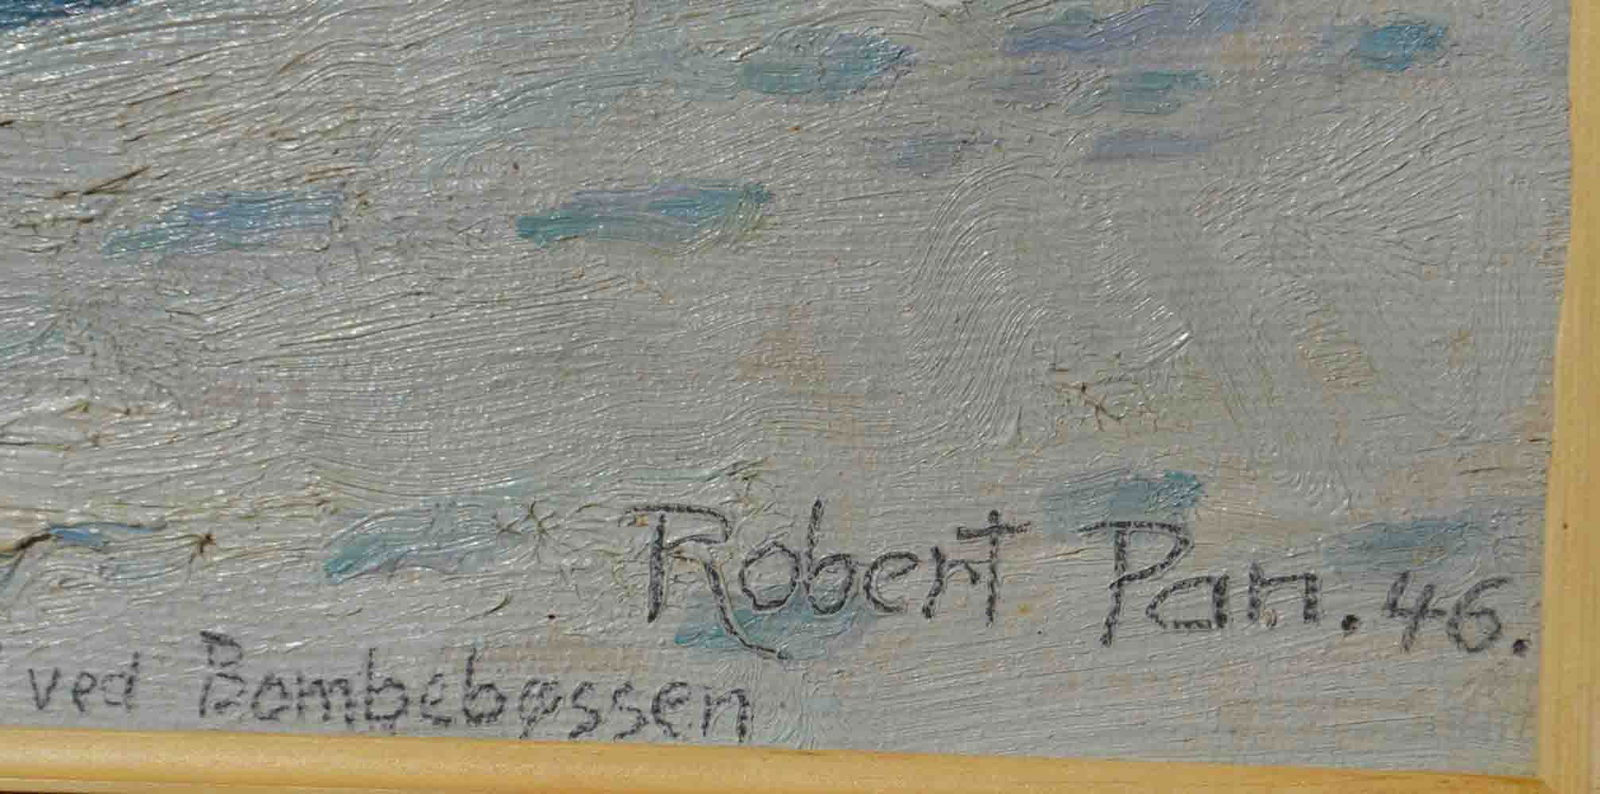 Robert Pan. 46.
ved Bombebøssen